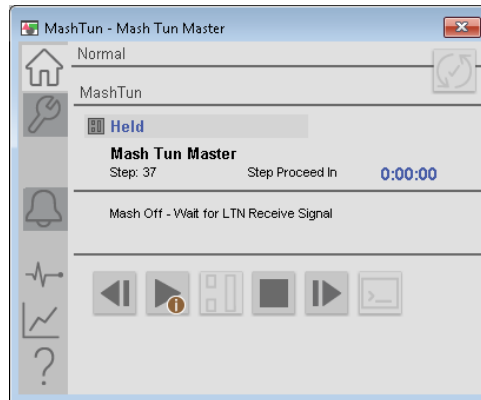 MashTun - Mash Tun Master
Normal
MashTun
Held
Mash Tun Master
Step: 37 Step Proceed In 0:00:00
Mash Off - Wait for LTN Receive Signal